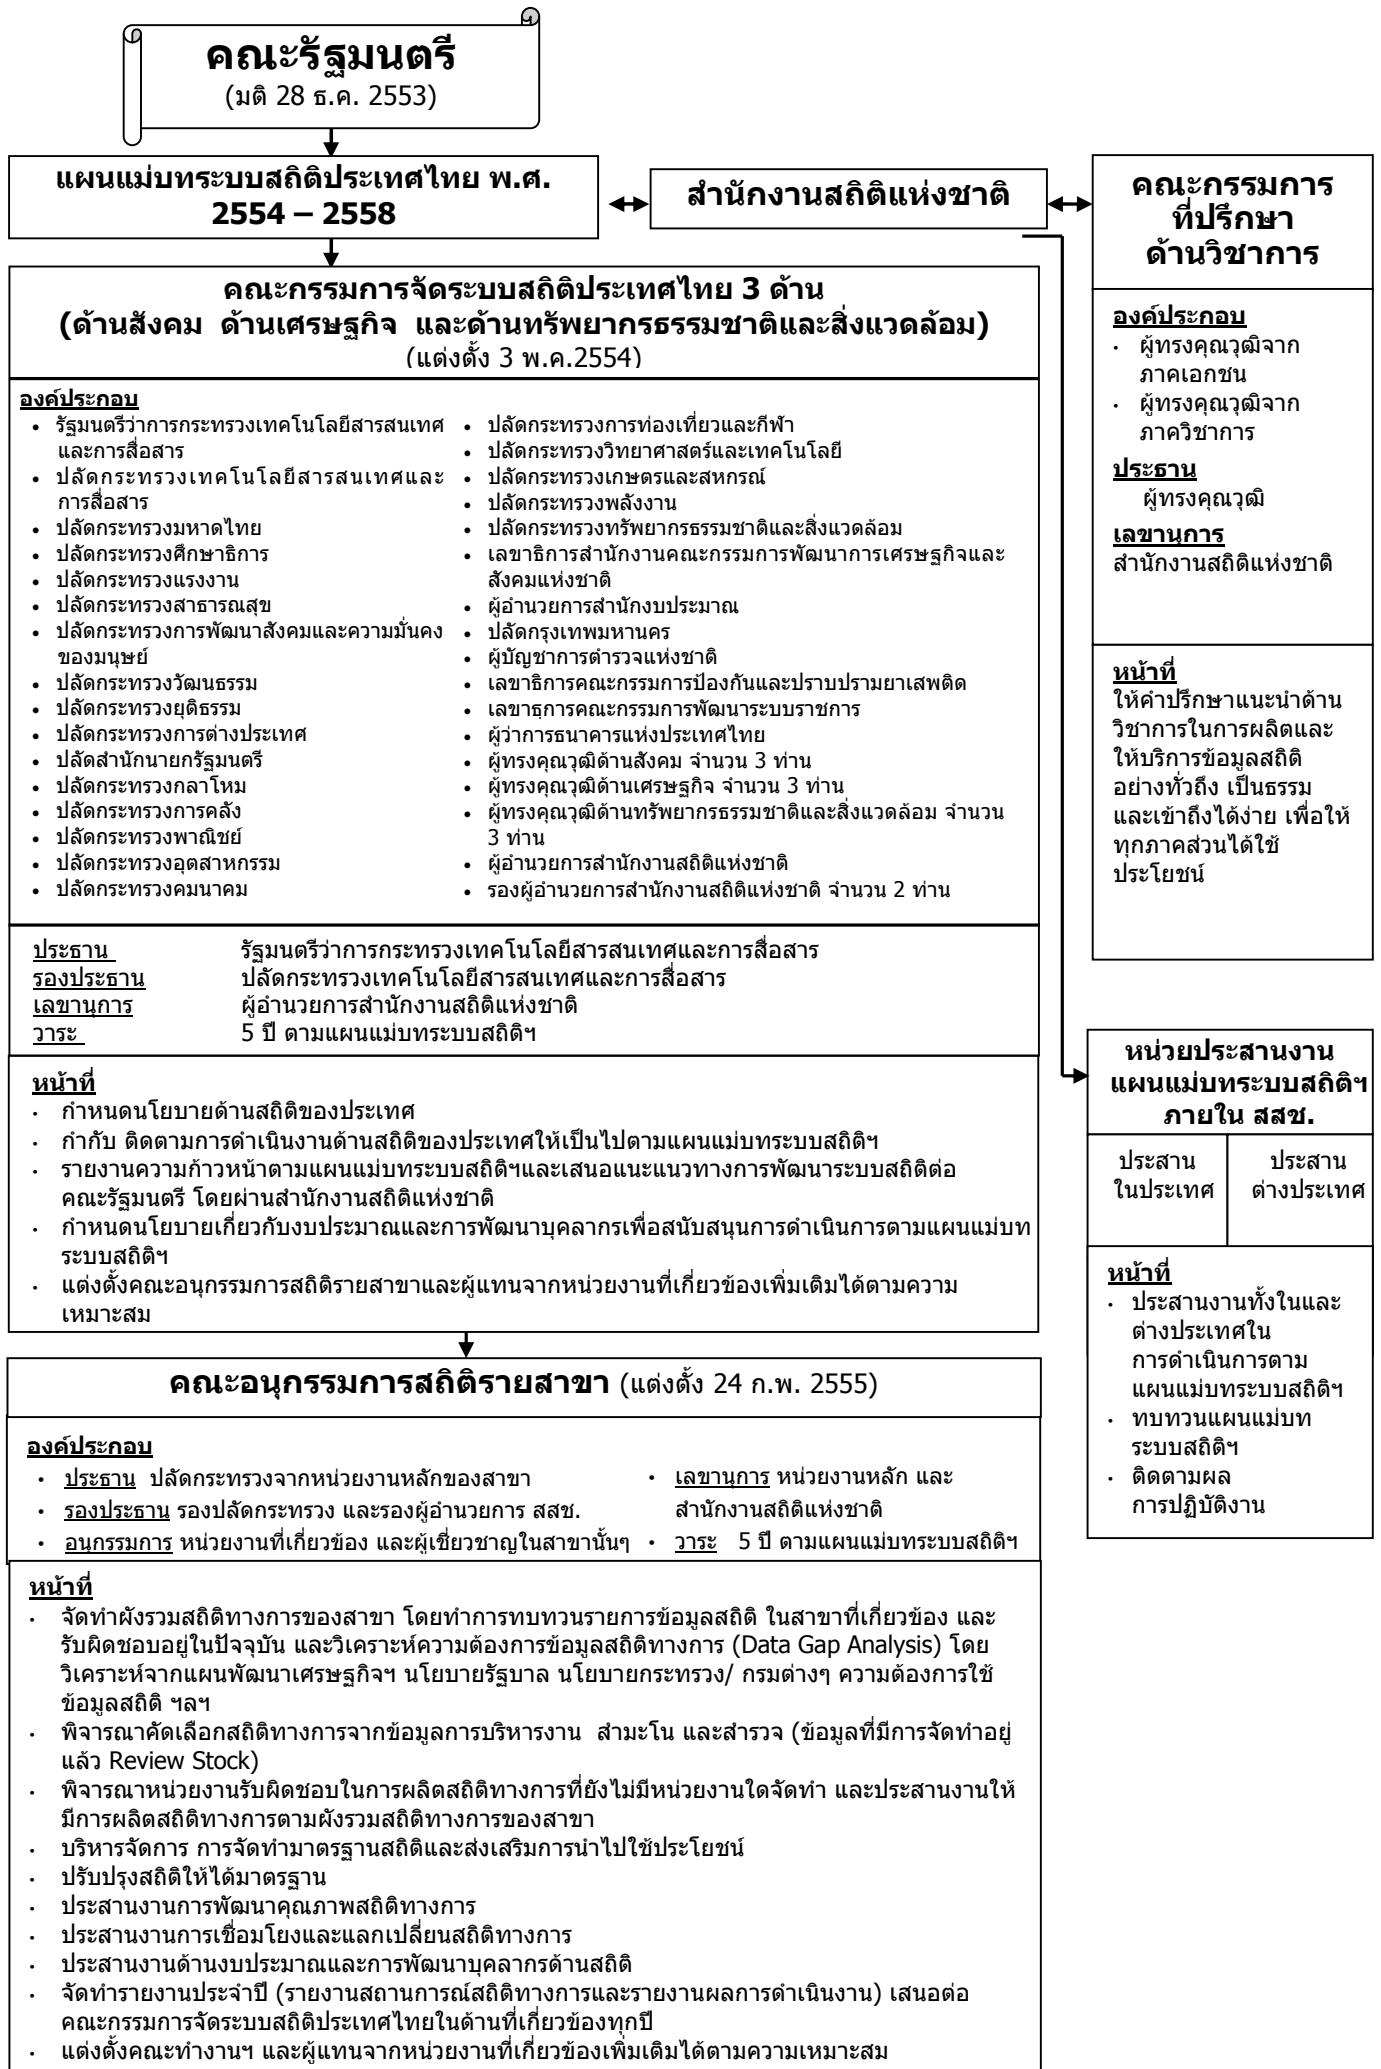 คณะรัฐมนตรี
(มติ 28 ธ.ค. 2553)
แผนแม่บทระบบสถิติประเทศไทย พ.ศ.
2554 – 2558
สำนักงานสถิติแห่งชาติ
คณะกรรมการ
ที่ปรึกษา
ด้านวิชาการ
องค์ประกอบ
• ผู้ทรงคุณวุฒิจาก
ภาคเอกชน
• ผู้ทรงคุณวุฒิจาก
ภาควิชาการ
ประธาน
ผู้ทรงคุณวุฒิ
เลขานุการ
สำนักงานสถิติแห่งชาติ
หน้าที่
ให้คำปรึกษาแนะนำด้าน
วิชาการในการผลิตและ
ให้บริการข้อมูลสถิติ
อย่างทั่วถึง เป็นธรรม
และเข้าถึงได้ง่าย เพื่อให้
ทุกภาคส่วนได้ใช้
ประโยชน์
คณะกรรมการจัดระบบสถิติประเทศไทย 3 ด้าน
(ด้านสังคม ด้านเศรษฐกิจ และด้านทรัพยากรธรรมชาติและสิ่งแวดล้อม)
(แต่งตั้ง 3 พ.ค.2554)
องค์ประกอบ
• รัฐมนตรีว่าการกระทรวงเทคโนโลยีสารสนเทศ
และการสื่อสาร
• ปลัดกระทรวงเทคโนโลยีสารสนเทศและ
การสื่อสาร
• ปลัดกระทรวงมหาดไทย
• ปลัดกระทรวงศึกษาธิการ
• ปลัดกระทรวงแรงงาน
• ปลัดกระทรวงสาธารณสุข
• ปลัดกระทรวงการพัฒนาสังคมและความมั่นคง
ของมนุษย์
• ปลัดกระทรวงวัฒนธรรม
• ปลัดกระทรวงยุติธรรม
• ปลัดกระทรวงการต่างประเทศ
• ปลัดสำนักนายกรัฐมนตรี
• ปลัดกระทรวงกลาโหม
• ปลัดกระทรวงการคลัง
• ปลัดกระทรวงพาณิชย์
• ปลัดกระทรวงอุตสาหกรรม
• ปลัดกระทรวงคมนาคม
• ปลัดกระทรวงการท่องเที่ยวและกีฬา
• ปลัดกระทรวงวิทยาศาสตร์และเทคโนโลยี
• ปลัดกระทรวงเกษตรและสหกรณ์
• ปลัดกระทรวงพลังงาน
• ปลัดกระทรวงทรัพยากรธรรมชาติและสิ่งแวดล้อม
• เลขาธิการสำนักงานคณะกรรมการพัฒนาการเศรษฐกิจและ
สังคมแห่งชาติ
• ผู้อำนวยการสำนักงบประมาณ
• ปลัดกรุงเทพมหานคร
• ผู้บัญชาการตำรวจแห่งชาติ
• เลขาธิการคณะกรรมการป้องกันและปราบปรามยาเสพติด
• เลขาธุการคณะกรรมการพัฒนาระบบราชการ
• ผู้ว่าการธนาคารแห่งประเทศไทย
• ผู้ทรงคุณวุฒิด้านสังคม จำนวน 3 ท่าน
• ผู้ทรงคุณวุฒิด้านเศรษฐกิจ จำนวน 3 ท่าน
• ผู้ทรงคุณวุฒิด้านทรัพยากรธรรมชาติและสิ่งแวดล้อม จำนวน
3 ท่าน
• ผู้อำนวยการสำนักงานสถิติแห่งชาติ
• รองผู้อำนวยการสำนักงานสถิติแห่งชาติ จำนวน 2 ท่าน
ประธาน รัฐมนตรีว่าการกระทรวงเทคโนโลยีสารสนเทศและการสื่อสาร
รองประธาน ปลัดกระทรวงเทคโนโลยีสารสนเทศและการสื่อสาร
เลขานุการ ผู้อำนวยการสำนักงานสถิติแห่งชาติ
วาระ 5 ปี ตามแผนแม่บทระบบสถิติฯ
หน้าที่
• กำหนดนโยบายด้านสถิติของประเทศ
• กำกับ ติดตามการดำเนินงานด้านสถิติของประเทศให้เป็นไปตามแผนแม่บทระบบสถิติฯ
• รายงานความก้าวหน้าตามแผนแม่บทระบบสถิติฯและเสนอแนะแนวทางการพัฒนาระบบสถิติต่อ
คณะรัฐมนตรี โดยผ่านสำนักงานสถิติแห่งชาติ
• กำหนดนโยบายเกี่ยวกับงบประมาณและการพัฒนาบุคลากรเพื่อสนับสนุนการดำเนินการตามแผนแม่บท
ระบบสถิติฯ
• แต่งตั้งคณะอนุกรรมการสถิติรายสาขาและผู้แทนจากหน่วยงานที่เกี่ยวข้องเพิ่มเติมได้ตามความ
เหมาะสม
หน่วยประสานงาน
แผนแม่บทระบบสถิติฯ
ภายใน สสช.
ประสาน
ในประเทศ
ประสาน
ต่างประเทศ
หน้าที่
• ประสานงานทั้งในและ
ต่างประเทศใน
การดำเนินการตาม
แผนแม่บทระบบสถิติฯ
• ทบทวนแผนแม่บท
ระบบสถิติฯ
• ติดตามผล
การปฏิบัติงาน
คณะอนุกรรมการสถิติรายสาขา (แต่งตั้ง 24 ก.พ. 2555)
องค์ประกอบ
• ประธาน ปลัดกระทรวงจากหน่วยงานหลักของสาขา
• รองประธาน รองปลัดกระทรวง และรองผู้อำนวยการ สสช.
• อนุกรรมการ หน่วยงานที่เกี่ยวข้อง และผู้เชี่ยวชาญในสาขานั้นๆ
• เลขานุการ หน่วยงานหลัก และ
สำนักงานสถิติแห่งชาติ
• วาระ 5 ปี ตามแผนแม่บทระบบสถิติฯ
หน้าที่
• จัดทำผังรวมสถิติทางการของสาขา โดยทำการทบทวนรายการข้อมูลสถิติ ในสาขาที่เกี่ยวข้อง และ
รับผิดชอบอยู่ในปัจจุบัน และวิเคราะห์ความต้องการข้อมูลสถิติทางการ (Data Gap Analysis) โดย
วิเคราะห์จากแผนพัฒนาเศรษฐกิจฯ นโยบายรัฐบาล นโยบายกระทรวง/ กรมต่างๆ ความต้องการใช้
ข้อมูลสถิติ ฯลฯ
• พิจารณาคัดเลือกสถิติทางการจากข้อมูลการบริหารงาน สำมะโน และสำรวจ (ข้อมูลที่มีการจัดทำอยู่
แล้ว Review Stock)
• พิจารณาหน่วยงานรับผิดชอบในการผลิตสถิติทางการที่ยังไม่มีหน่วยงานใดจัดทำ และประสานงานให้
มีการผลิตสถิติทางการตามผังรวมสถิติทางการของสาขา
• บริหารจัดการ การจัดทำมาตรฐานสถิติและส่งเสริมการนำไปใช้ประโยชน์
• ปรับปรุงสถิติให้ได้มาตรฐาน
• ประสานงานการพัฒนาคุณภาพสถิติทางการ
• ประสานงานการเชื่อมโยงและแลกเปลี่ยนสถิติทางการ
• ประสานงานด้านงบประมาณและการพัฒนาบุคลากรด้านสถิติ
• จัดทำรายงานประจำปี (รายงานสถานการณ์สถิติทางการและรายงานผลการดำเนินงาน) เสนอต่อ
คณะกรรมการจัดระบบสถิติประเทศไทยในด้านที่เกี่ยวข้องทุกปี
• แต่งตั้งคณะทำงานฯ และผู้แทนจากหน่วยงานที่เกี่ยวข้องเพิ่มเติมได้ตามความเหมาะสม